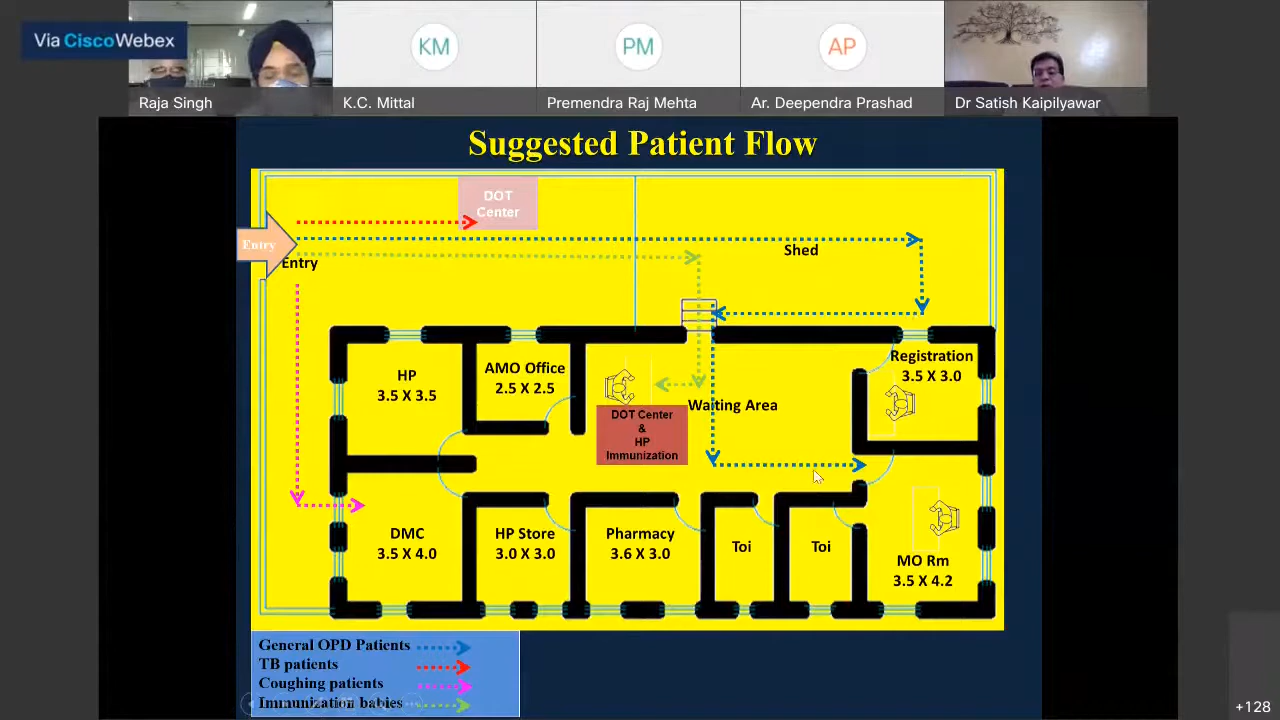 Via CiscoWebex
KM
PM
AP
Raja Singh
K.C. Mittal
Premendra Raj Mehta
Ar. Deependra Prashad
Dr Satish Kaipilyawar
Suggested Patient Flow
DOT
Center
Entry
Entry
Shed
HP
3.5 X 3.5
AMO Office
2.5 X 2.5
Registration
3.5 X 3.0
Waiting Area
DOT Center
&
HP
Immunization
DMC
3.5 X 4.0
HP Store
3.0 X 3.0
Pharmacy
3.6 X 3.0
Toi
Toi
MO Rm
3.5 X 4.2
General OPD Patients
TB patients
Coughing patients
Immunization babies
+128